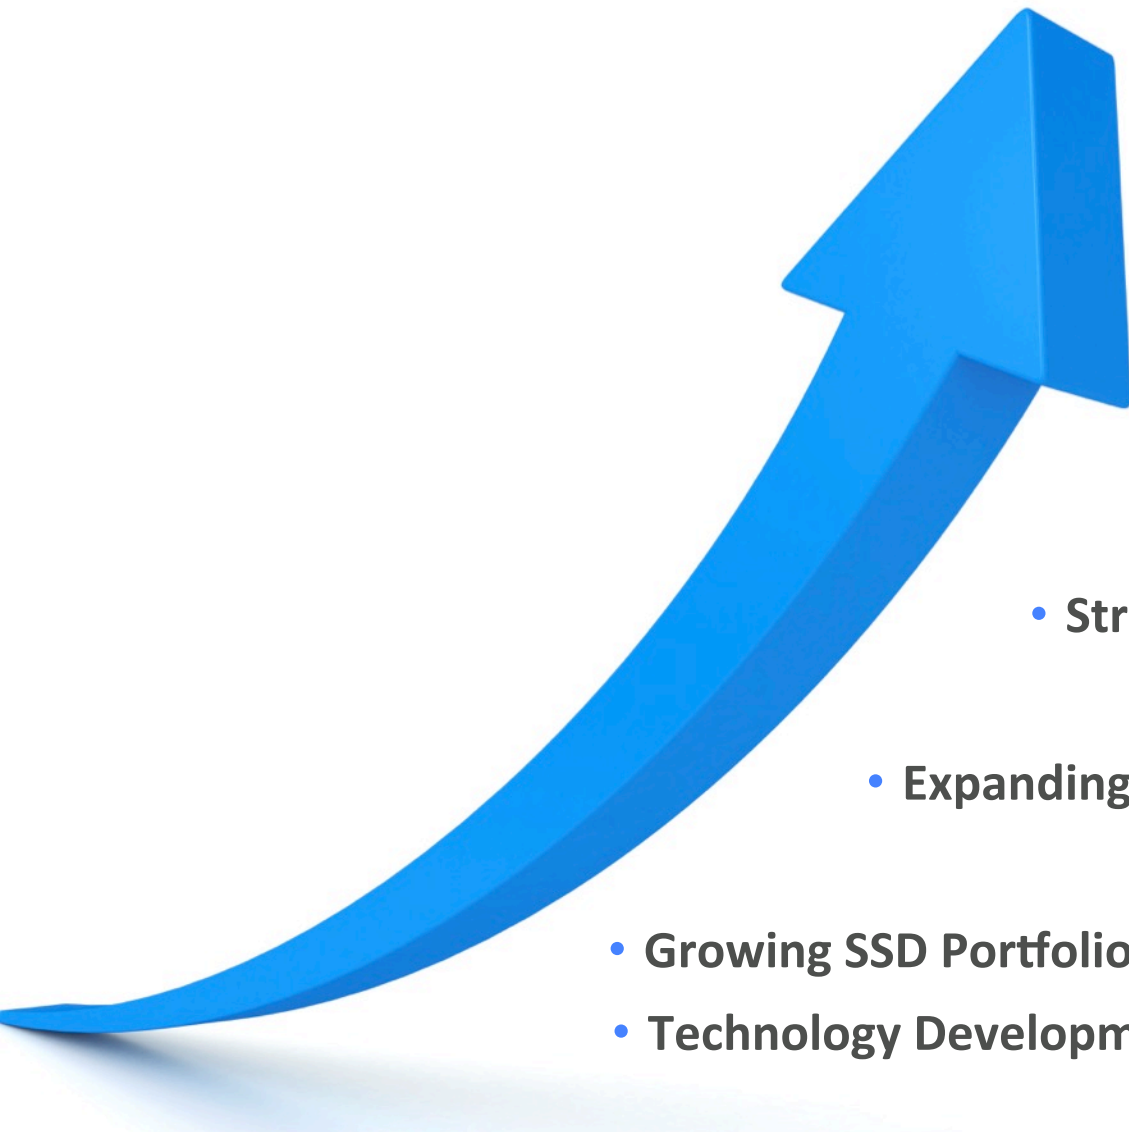 • Str
• Expanding
• Growing SSD Portfolio
• Technology Developm